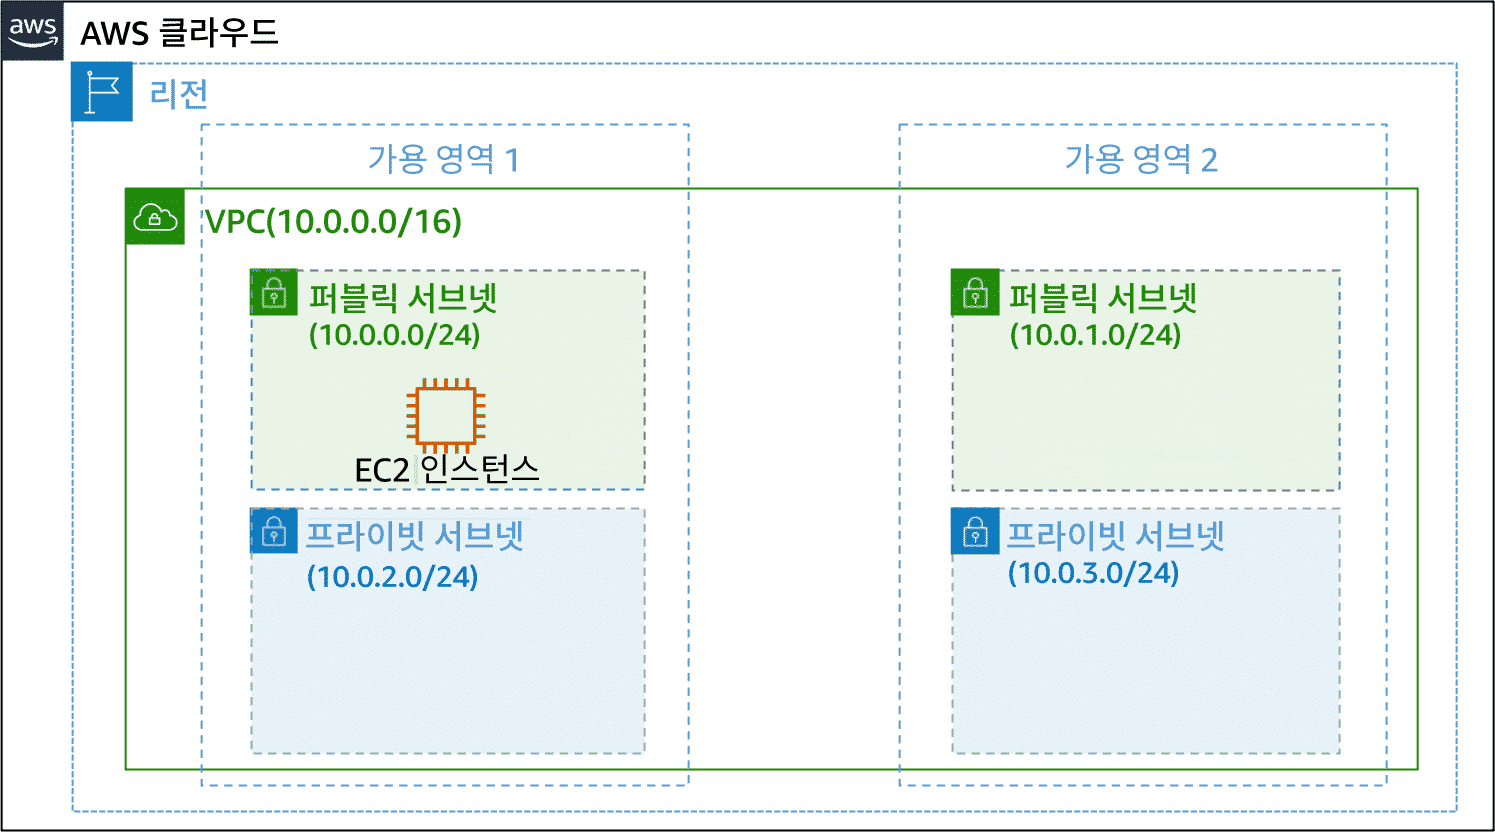 aws
AWS 클라우드
리전
가용 영역 1
가용 영역 2
VPC(10.0.0.0/16)
퍼블릭 서브넷
(10.0.0.0/24)
퍼블릭 서브넷
(10.0.1.0/24)
EC2 인스턴스
프라이빗 서브넷
(10.0.2.0/24)
프라이빗 서브넷
(10.0.3.0/24)